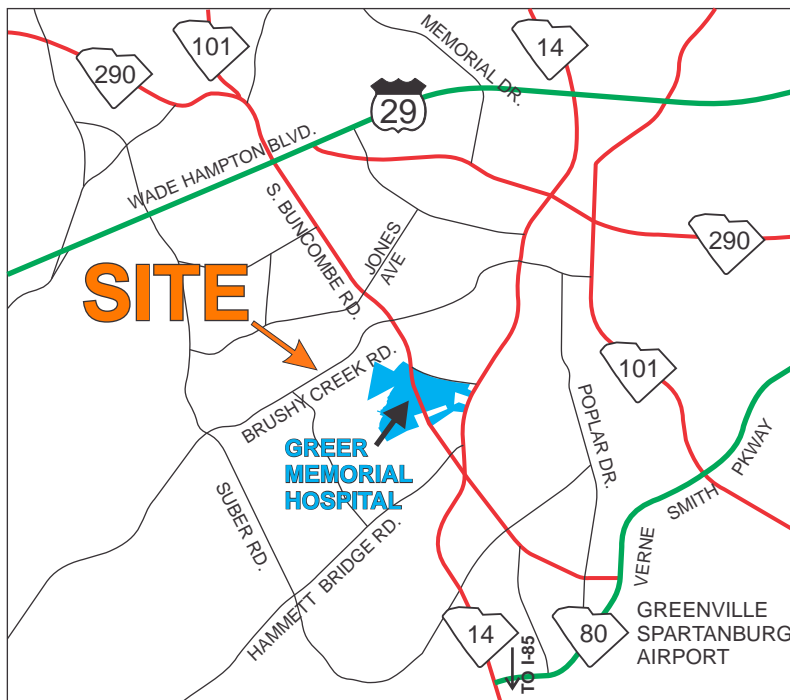 290
101
MEMORIAL DR.
14
29
WADE HAMPTON BLVD.
S. BUNCOMBE RD.
JONES
AVE
290
SITE
BRUSHY CREEK RD.
101
GREER
MEMORIAL
HOSPITAL
POPLAR DR.
SUBER RD.
HAMMETT BRIDGE RD.
VERNE SMITH PKWAY
14
TO I-85
80
GREENVILLE
SPARTANBURG
AIRPORT